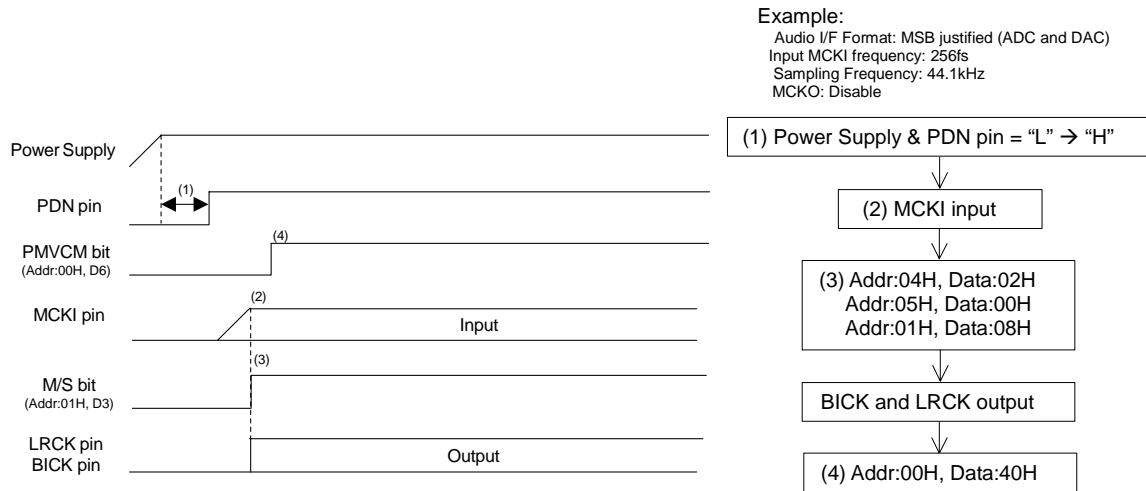 Example:
Audio I/F Format: MSB justified (ADC and DAC)
Input MCKI frequency: 256fs
Sampling Frequency: 44.1kHz
MCKO: Disable
Power Supply
(1)
PDN pin
PMVCM bit
(Addr:00H, D6)
(4)
MCKI pin
(2)
Input
M/S bit
(Addr:01H, D3)
(3)
LRCK pin
BICK pin
Output
(1) Power Supply & PDN pin = “L” → “H”
(2) MCKI input
(3) Addr:04H, Data:02H
Addr:05H, Data:00H
Addr:01H, Data:08H
BICK and LRCK output
(4) Addr:00H, Data:40H